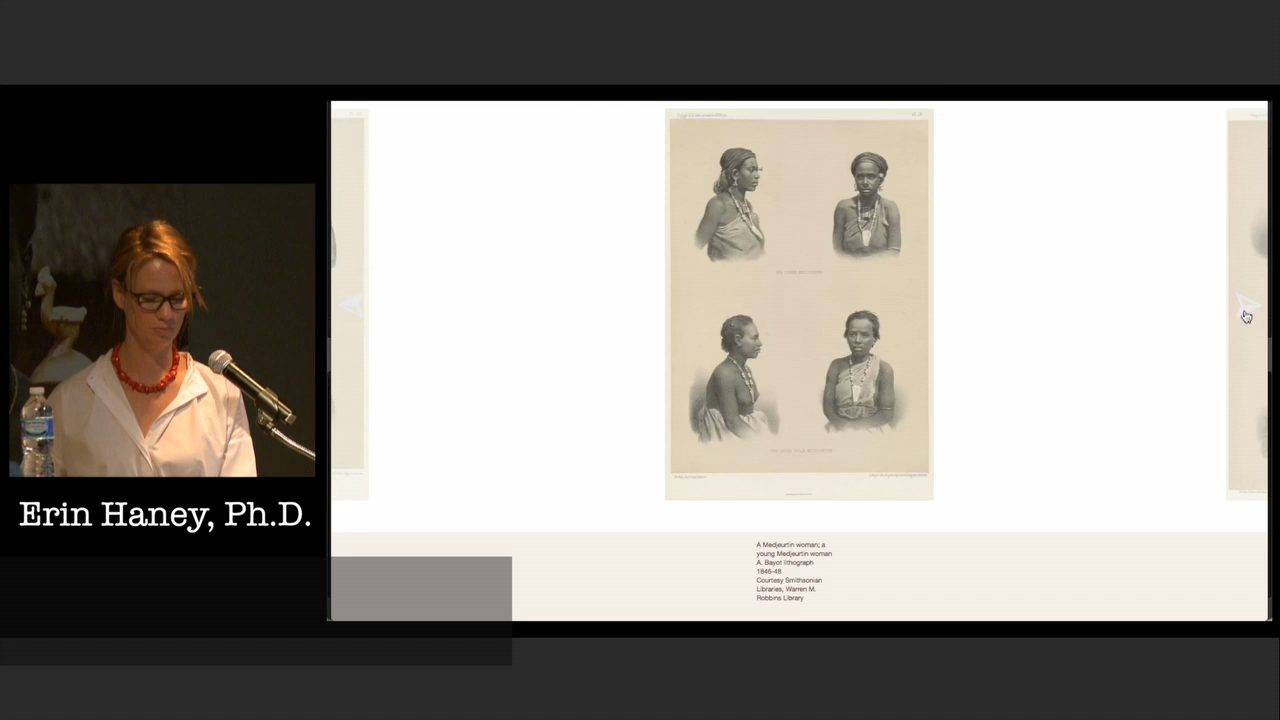 Erin Haney, Ph.D.
A Medjeurtin woman; a
young Medjeurtin woman
A. Bayot lithograph
1846-48
Courtesy Smithsonian
Libraries, Warren M.
Robbins Library